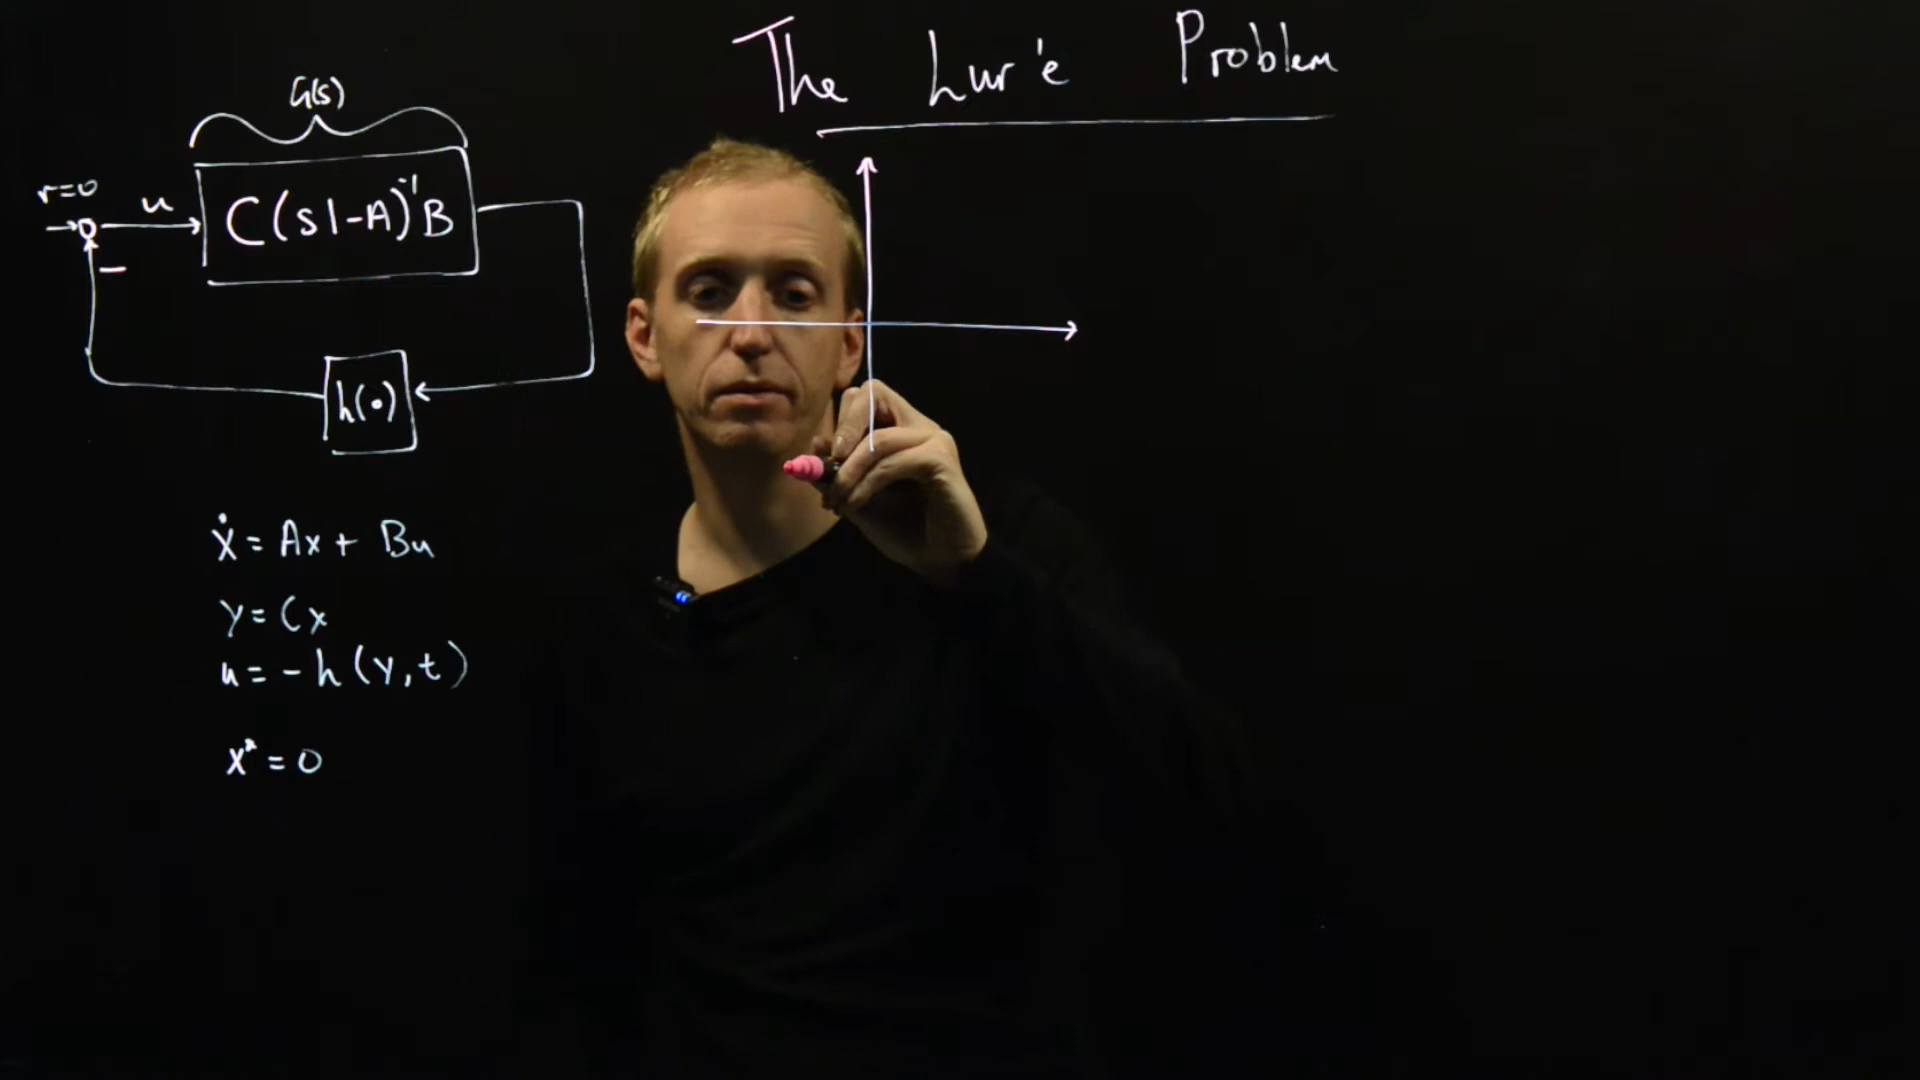 The Lur'e Problem
G(s)
r=0
u
C(sI-A)⁻¹B
−
h(•)
ẋ = Ax + Bu
y = Cx
u = -h(y,t)
x* = 0